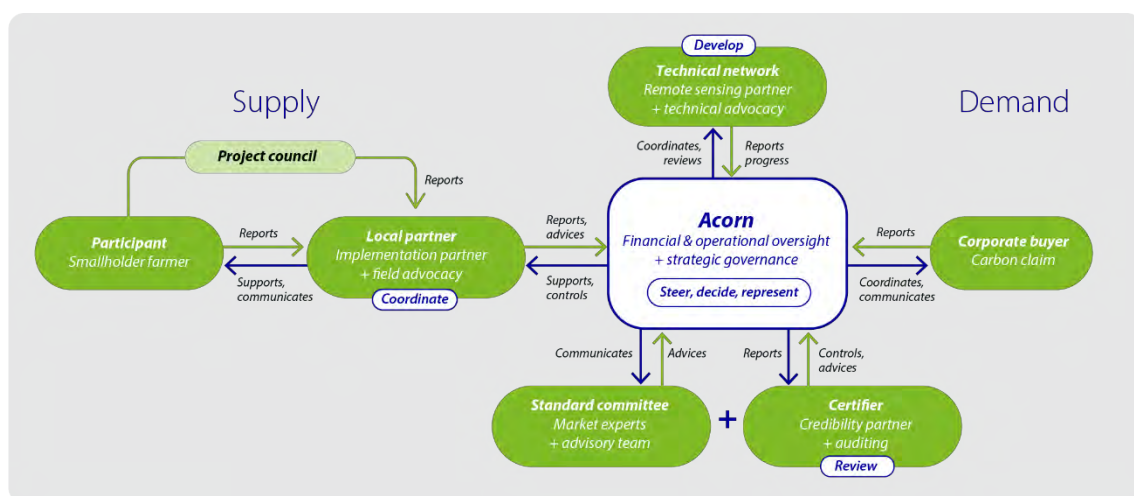 Develop
Technical network
Remote sensing partner
+ technical advocacy
Supply
Demand
Project council
Coordinates,
reviews
Reports
progress
Reports
Participant
Smallholder farmer
Reports
Supports,
communicates
Local partner
Implementation partner
+ field advocacy
Coordinate
Reports,
advices
Supports,
controls
Acorn
Financial & operational oversight
+ strategic governance
Steer, decide, represent
Reports
Coordinates,
communicates
Corporate buyer
Carbon claim
Communicates
Advices
Reports
Controls,
advices
Standard committee
Market experts
+ advisory team
+
Certifier
Credibility partner
+ auditing
Review